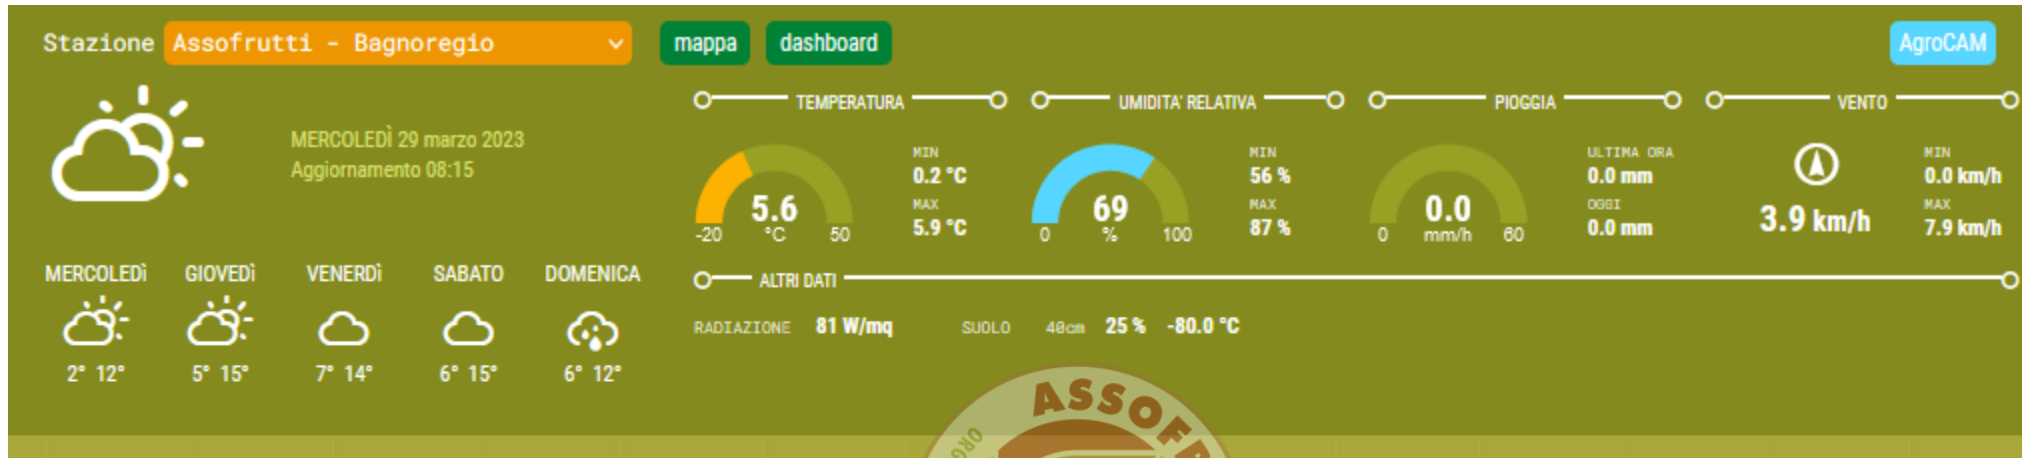 Stazione Assofrutti - Bagnoregio mappa dashboard AgroCAM
MERCOLEDÌ 29 marzo 2023
Aggiornamento 08:15
TEMPERATURA
5.6
°C
-20 50
MIN
0.2 °C
MAX
5.9 °C
UMIDITA' RELATIVA
69
%
0 100
MIN
56 %
MAX
87 %
PIOGGIA
0.0
mm/h
0 60
ULTIMA ORA
0.0 mm
OGGI
0.0 mm
VENTO
3.9 km/h
MIN
0.0 km/h
MAX
7.9 km/h
MERCOLEDì GIOVEDì VENERDì SABATO DOMENICA
2° 12° 5° 15° 7° 14° 6° 15° 6° 12°
ALTRI DATI
RADIAZIONE 81 W/mq SUOLO 40cm 25 % -80.0 °C
ASSOF
ORG